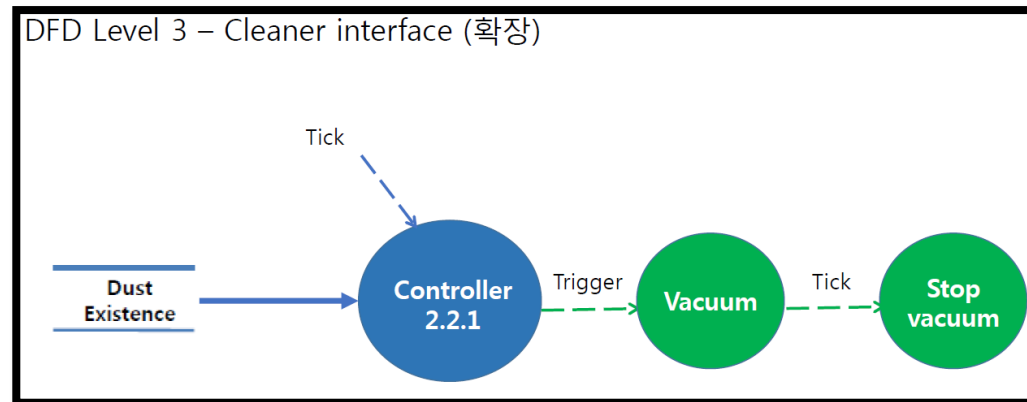 DFD Level 3 – Cleaner interface (확장)
Tick
Dust
Existence
Controller
2.2.1
Trigger
Vacuum
Tick
Stop
vacuum